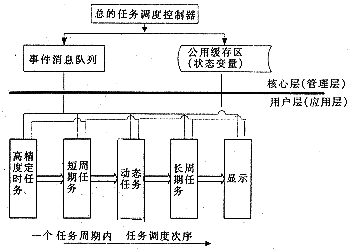 总的任务调度控制器
事件消息队列
公用缓存区
(状态变量)
核心层(管理层)
用户层(应用层)
高精
度定
时任
务
短周
期任
务
动态
任务
长周
期任
务
显示
一个任务周期内 任务调度次序